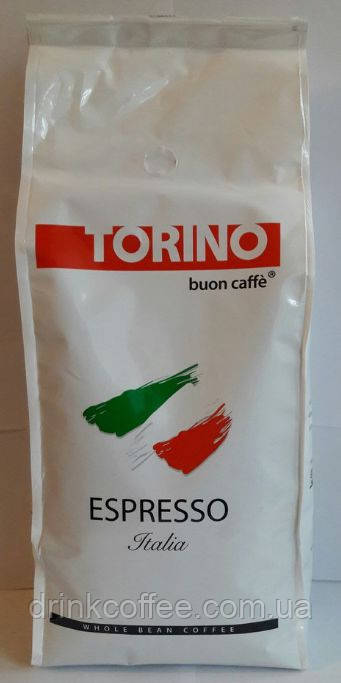 TORINO
buon caffè®
ESPRESSO
Italia
drinkcoffee.com.ua
WHOLE BEAN COFFEE